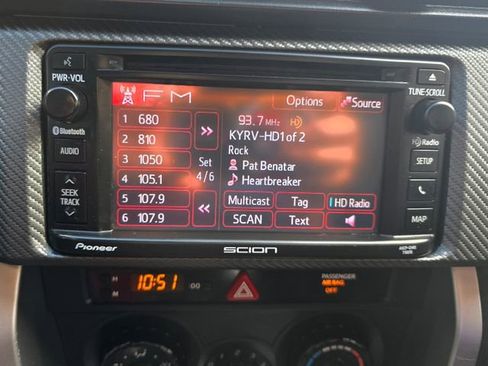 PWR•VOL
FM
Options
Source
TUNE•SCROLL
1 680
2 810
3 1050
4 105.1
5 107.9
6 107.9
>>
Set
4/6
<<
93.7 MHz HD
KYRV-HD1 of 2
Rock
Pat Benatar
Heartbreaker
Multicast
Tag
HD Radio
SCAN
Text
Bluetooth
AUDIO
SEEK
TRACK
HD Radio
SETUP
MAP
Pioneer
SCION
H
M
10:51
:00
PASSENGER
AIR BAG
OFF